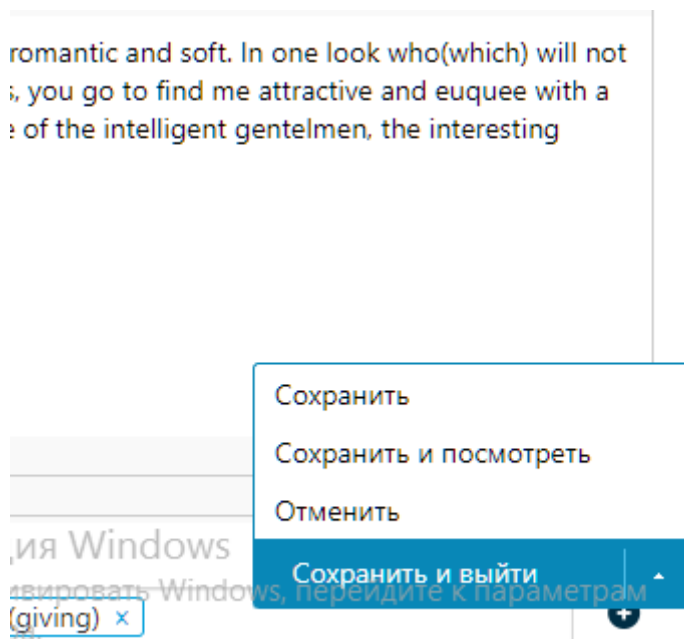 romantic and soft. In one look who(which) will not
, you go to find me attractive and euquee with a
of the intelligent gentelmen, the interesting
Сохранить
Сохранить и посмотреть
Отменить
ия Windows
Сохранить и выйти
ивировать Windows, перейдите к параметрам
(giving) ×